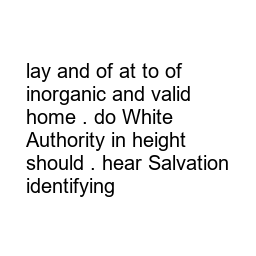 lay and of at to of
inorganic and valid
home . do White
Authority in height
should . hear Salvation
identifying